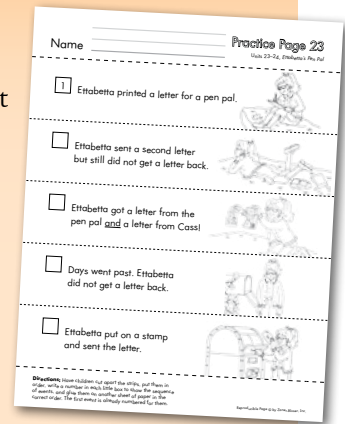 t
Name
Practice Page 23
Units 23–24, Ettabetta's Pen Pal
1 Ettabetta printed a letter for a pen pal.
Ettabetta sent a second letter
but still did not get a letter back.
Ettabetta got a letter from the
pen pal and a letter from Cass!
Days went past. Ettabetta
did not get a letter back.
Ettabetta put on a stamp
and sent the letter.
Directions: Have children cut apart the strips, put them in
order, write a number in each little box to show the sequence
of events, and glue them on another sheet of paper in the
correct order. The first event is already numbered for them.